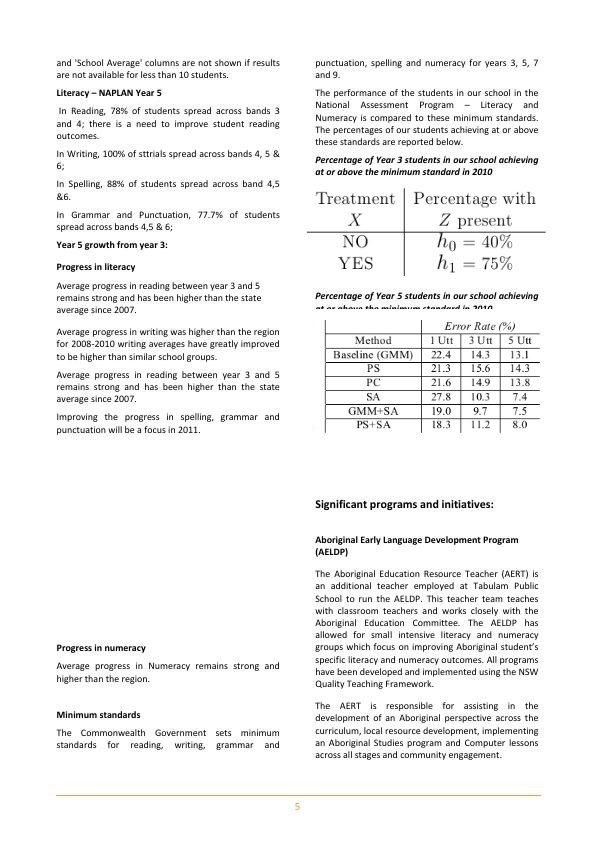 and 'School Average' columns are not shown if results
are not available for less than 10 students.
Literacy – NAPLAN Year 5
In Reading, 78% of students spread across bands 3
and 4; there is a need to improve student reading
outcomes.
In Writing, 100% of sttrials spread across bands 4, 5 &
6;
In Spelling, 88% of students spread across band 4,5
&6.
In Grammar and Punctuation, 77.7% of students
spread across bands 4,5 & 6;
Year 5 growth from year 3:
Progress in literacy
Average progress in reading between year 3 and 5
remains strong and has been higher than the state
average since 2007.
Average progress in writing was higher than the region
for 2008-2010 writing averages have greatly improved
to be higher than similar school groups.
Average progress in reading between year 3 and 5
remains strong and has been higher than the state
average since 2007.
Improving the progress in spelling, grammar and
punctuation will be a focus in 2011.
Progress in numeracy
Average progress in Numeracy remains strong and
higher than the region.
Minimum standards
The Commonwealth Government sets minimum
standards for reading, writing, grammar and
punctuation, spelling and numeracy for years 3, 5, 7
and 9.
The performance of the students in our school in the
National Assessment Program – Literacy and
Numeracy is compared to these minimum standards.
The percentages of our students achieving at or above
these standards are reported below.
Percentage of Year 3 students in our school achieving
at or above the minimum standard in 2010
Treatment Percentage with
X Z present
NO h0 = 40%
YES h1 = 75%
Percentage of Year 5 students in our school achieving
at or above the minimum standard in 2010
Error Rate (%)
Method 1 Utt 3 Utt 5 Utt
Baseline (GMM) 22.4 14.3 13.1
PS 21.3 15.6 14.3
PC 21.6 14.9 13.8
SA 27.8 10.3 7.4
GMM+SA 19.0 9.7 7.5
PS+SA 18.3 11.2 8.0
Significant programs and initiatives:
Aboriginal Early Language Development Program
(AELDP)
The Aboriginal Education Resource Teacher (AERT) is
an additional teacher employed at Tabulam Public
School to run the AELDP. This teacher team teaches
with classroom teachers and works closely with the
Aboriginal Education Committee. The AELDP has
allowed for small intensive literacy and numeracy
groups which focus on improving Aboriginal student's
specific literacy and numeracy outcomes. All programs
have been developed and implemented using the NSW
Quality Teaching Framework.
The AERT is responsible for assisting in the
development of an Aboriginal perspective across the
curriculum, local resource development, implementing
an Aboriginal Studies program and Computer lessons
across all stages and community engagement.
5